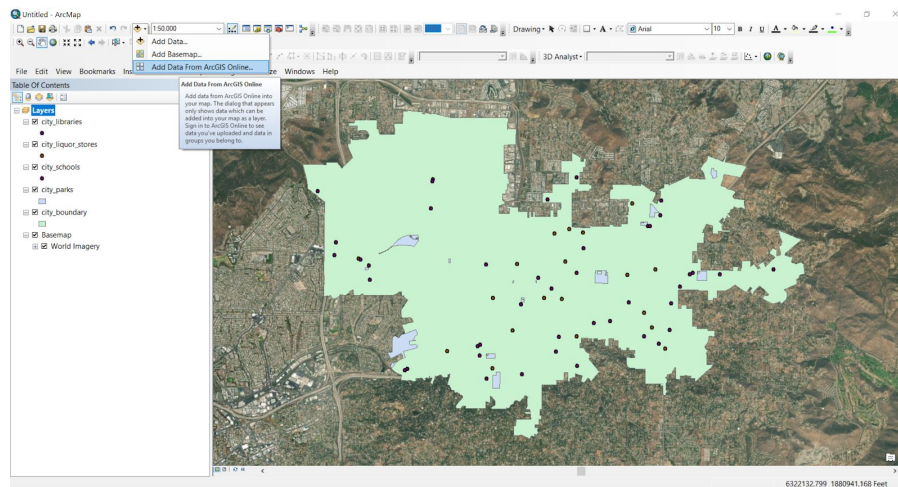 Untitled - ArcMap
1:50,000
Drawing
Arial
10
B I U A
Add Data...
Add Basemap...
Add Data From ArcGIS Online...
3D Analyst
File Edit View Bookmarks Windows Help
Add Data From ArcGIS Online
Add data from ArcGIS Online into
your map. The dialog that appears
only shows data which can be
added into your map as a layer.
Sign in to ArcGIS Online to see
data you've uploaded and data in
groups you belong to.
Table Of Contents
Layers
city_libraries
city_liquor_stores
city_schools
city_parks
city_boundary
Basemap
World Imagery
6322132.799 1880941.168 Feet